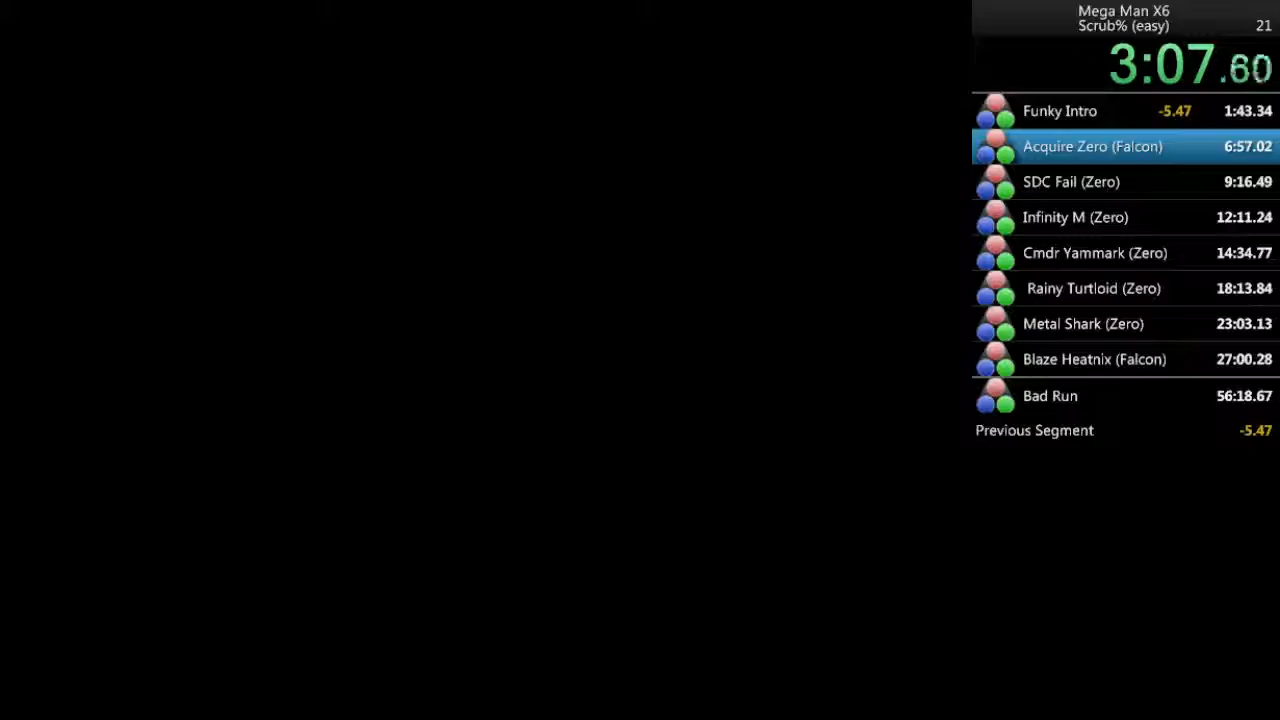 Mega Man X6
Scrub% (easy) 21
3:07.60
Funky Intro -5.47 1:43.34
Acquire Zero (Falcon) 6:57.02
SDC Fail (Zero) 9:16.49
Infinity M (Zero) 12:11.24
Cmdr Yammark (Zero) 14:34.77
Rainy Turtloid (Zero) 18:13.84
Metal Shark (Zero) 23:03.13
Blaze Heatnix (Falcon) 27:00.28
Bad Run 56:18.67
Previous Segment -5.47